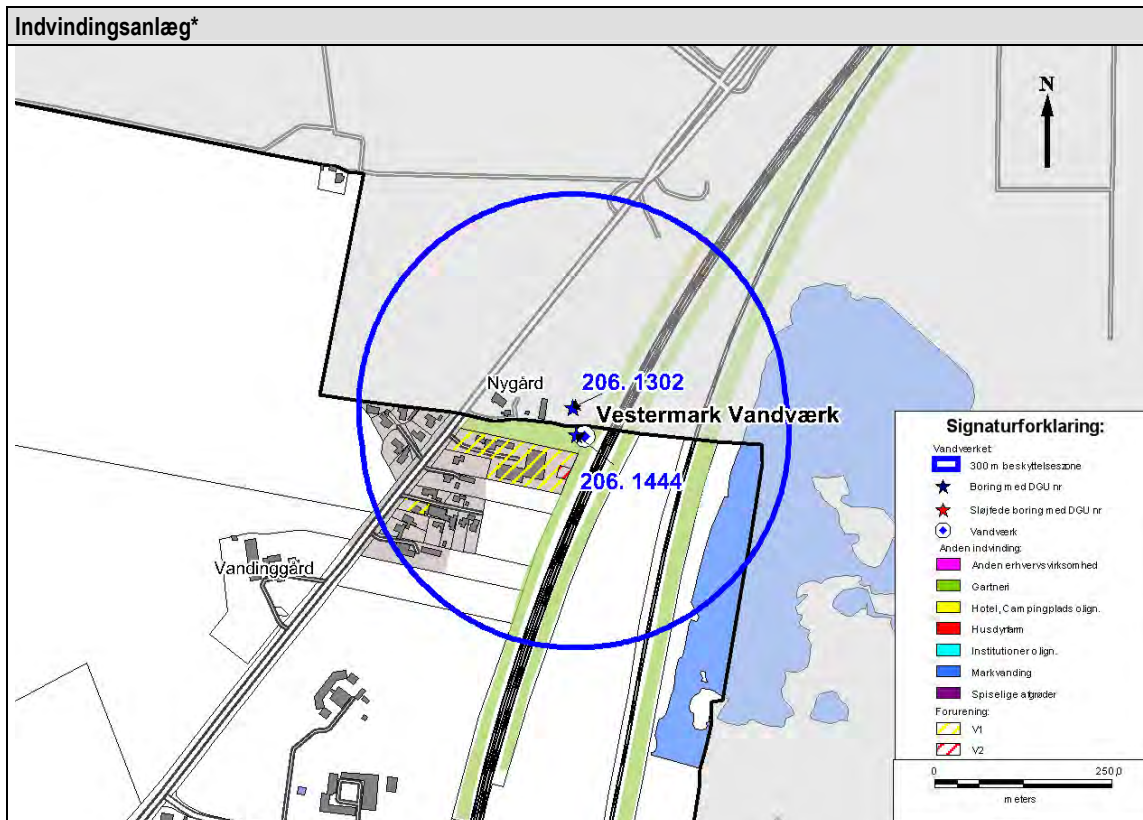 Indvindingsanlæg*
N
Nygård
206. 1302
Vestermark Vandværk
206. 1444
Vandinggård
Signaturforklaring:
Vandværket
300 m beskyttelseszone
Boring med DGU nr
Sløjfede boring med DGU nr
Vandværk
Anden indvinding:
Anden erhvervsvirksomhed
Gartneri
Hotel, Campingplads o.lign.
Husdyrfarm
Institutioner o.lign.
Markvanding
Spiselige afgrøder
Forurening:
V1
V2
0 250,0
meters